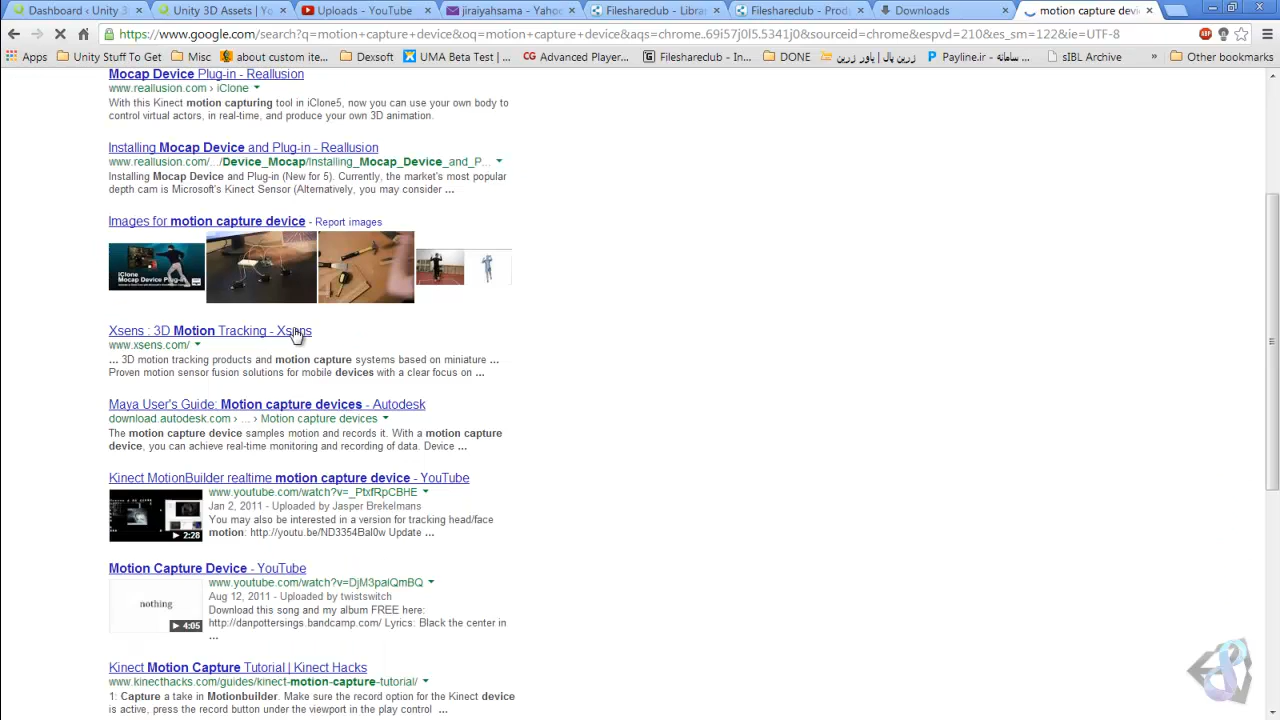 Dashboard ‹ Unity 3
Unity 3D Assets | Yo
Uploads - YouTube
jiraiyahsama - Yahoo
Fileshareclub - Libra
Fileshareclub - Prod
Downloads
motion capture devi
https://www.google.com/search?q=motion+capture+device&oq=motion+capture+device&aqs=chrome..69i57j0l5.5341j0&sourceid=chrome&espvd=210&es_sm=122&ie=UTF-8
Apps Unity Stuff To Get Misc about custom ite... Dexsoft UMA Beta Test | ... Advanced Player... Fileshareclub - In... DONE زرین پال | پاور زرین Payline.ir - سامانه ... sIBL Archive » Other bookmarks
Mocap Device Plug-in - Reallusion
www.reallusion.com › iClone
With this Kinect motion capturing tool in iClone5, now you can use your own body to
control virtual actors, in real-time, and produce your own 3D animation.
Installing Mocap Device and Plug-in - Reallusion
www.reallusion.com/.../Device_Mocap/Installing_Mocap_Device_and_P...
Installing Mocap Device and Plug-in (New for 5). Currently, the market's most popular
depth cam is Microsoft's Kinect Sensor (Alternatively, you may consider ...
Images for motion capture device - Report images
iClone
Mocap Device Plug-in
Xsens : 3D Motion Tracking - Xsens
www.xsens.com/
... 3D motion tracking products and motion capture systems based on miniature ...
Proven motion sensor fusion solutions for mobile devices with a clear focus on ...
Maya User's Guide: Motion capture devices - Autodesk
download.autodesk.com › ... › Motion capture devices
The motion capture device samples motion and records it. With a motion capture
device, you can achieve real-time monitoring and recording of data. Device ...
Kinect MotionBuilder realtime motion capture device - YouTube
www.youtube.com/watch?v=_PtxfRpCBHE
Jan 2, 2011 - Uploaded by Jasper Brekelmans
You may also be interested in a version for tracking head/face
motion: http://youtu.be/ND3354Bal0w Update ...
2:28
Motion Capture Device - YouTube
www.youtube.com/watch?v=DjM3paiQmBQ
Aug 12, 2011 - Uploaded by twistswitch
Download this song and my album FREE here:
http://danpottersings.bandcamp.com/ Lyrics: Black the center in
...
nothing
4:05
Kinect Motion Capture Tutorial | Kinect Hacks
www.kinecthacks.com/guides/kinect-motion-capture-tutorial/
1: Capture a take in Motionbuilder. Make sure the record option for the Kinect device
is active, press the record button under the viewport in the play control ...